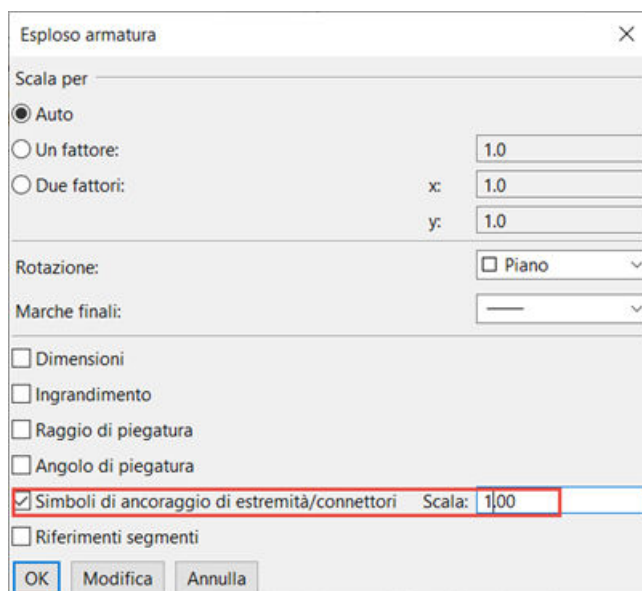 Esploso armatura
Scala per
Auto
Un fattore: 1.0
Due fattori: x: 1.0
y: 1.0
Rotazione: Piano
Marche finali:
Dimensioni
Ingrandimento
Raggio di piegatura
Angolo di piegatura
Simboli di ancoraggio di estremità/connettori Scala: 1.00
Riferimenti segmenti
OK Modifica Annulla